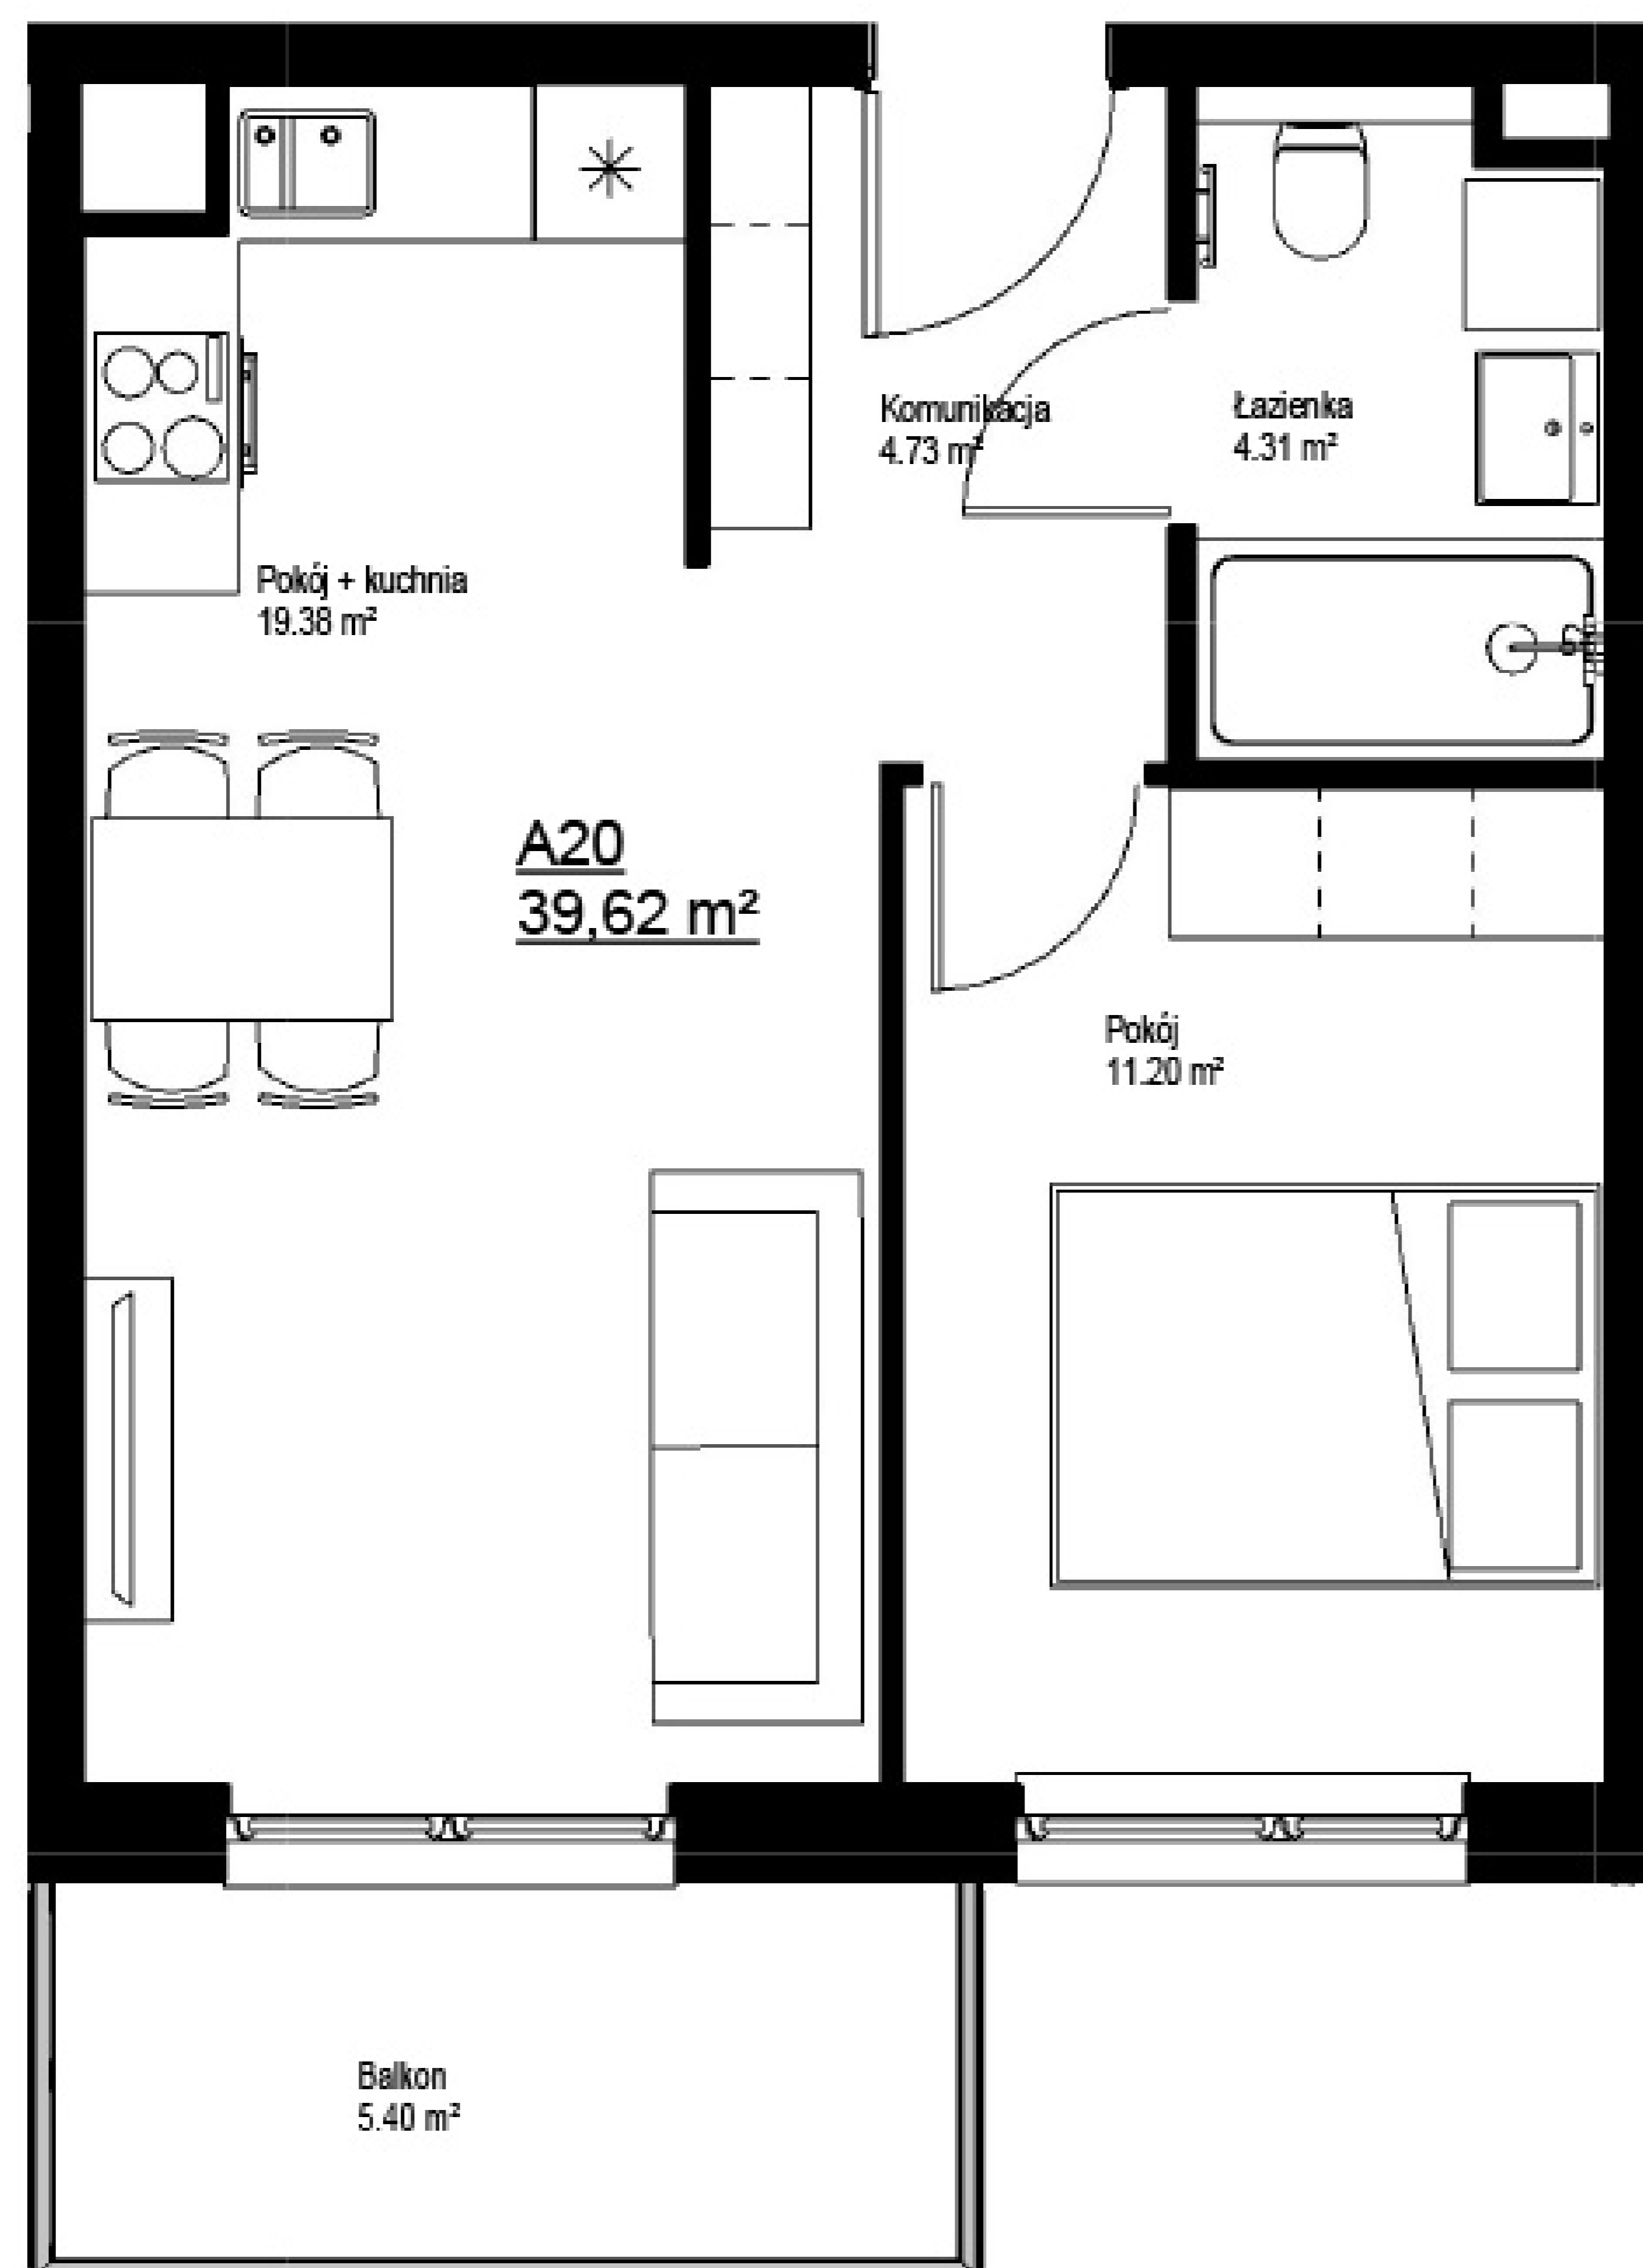 Komunikacja
4.73 m²
Łazienka
4.31 m²
Pokój + kuchnia
19.38 m²
A20
39,62 m²
Pokój
11.20 m²
Balkon
5.40 m²